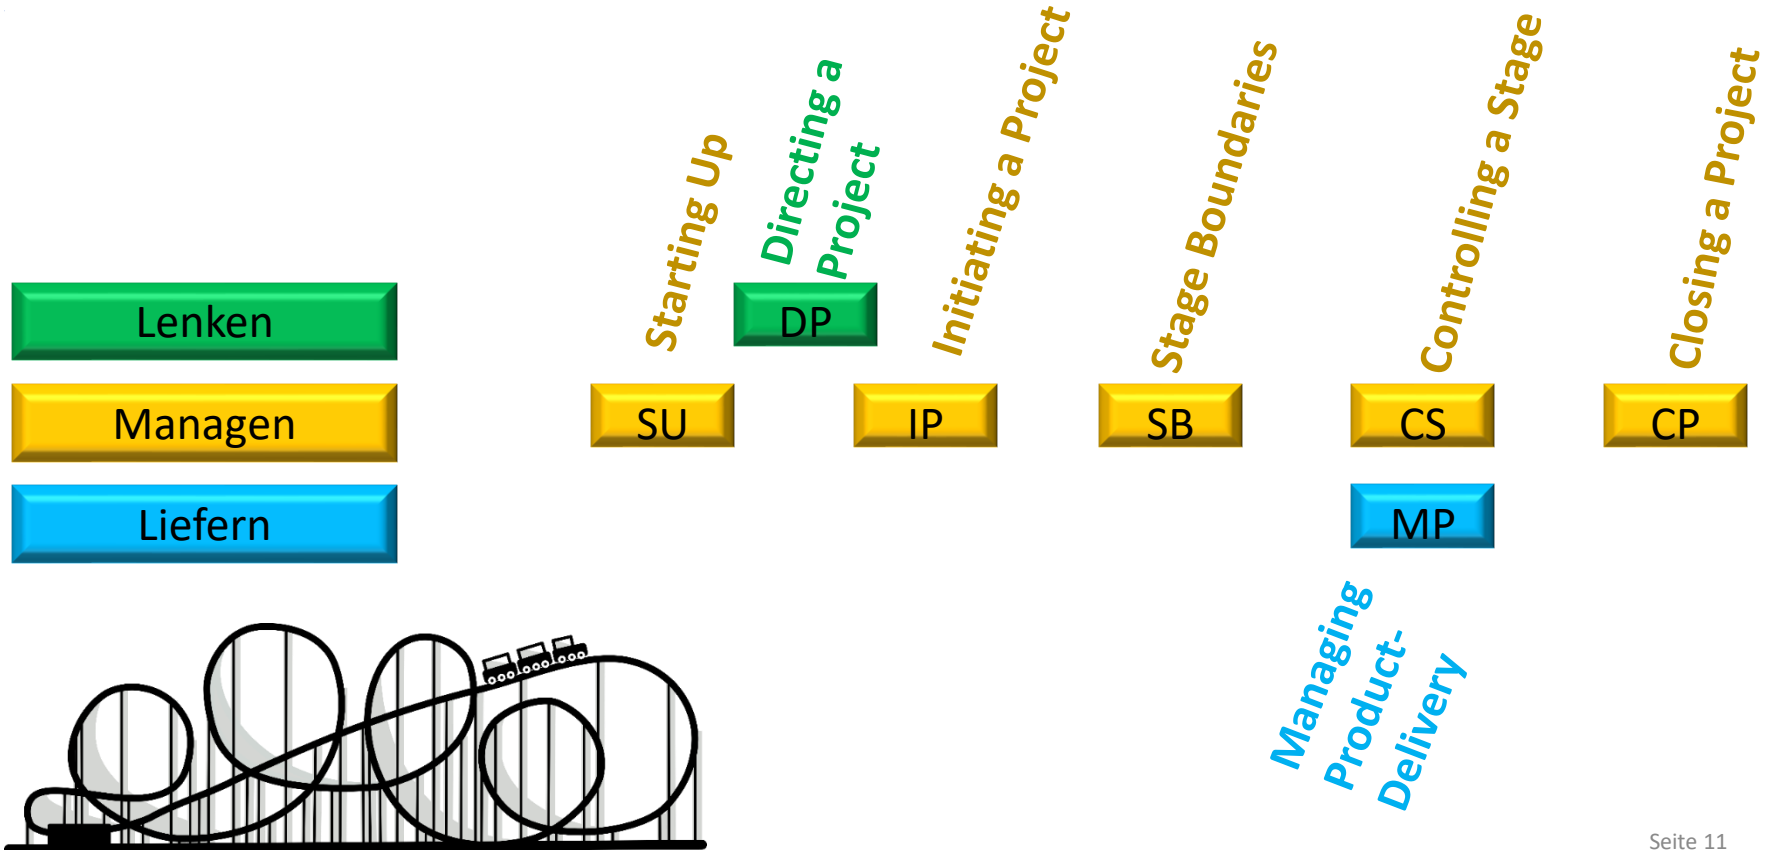 Starting Up
Directing a
Project
Initiating a Project
Stage Boundaries
Controlling a Stage
Closing a Project
Lenken
DP
Managen
SU
IP
SB
CS
CP
Liefern
MP
Managing
Product-
Delivery
Seite 11